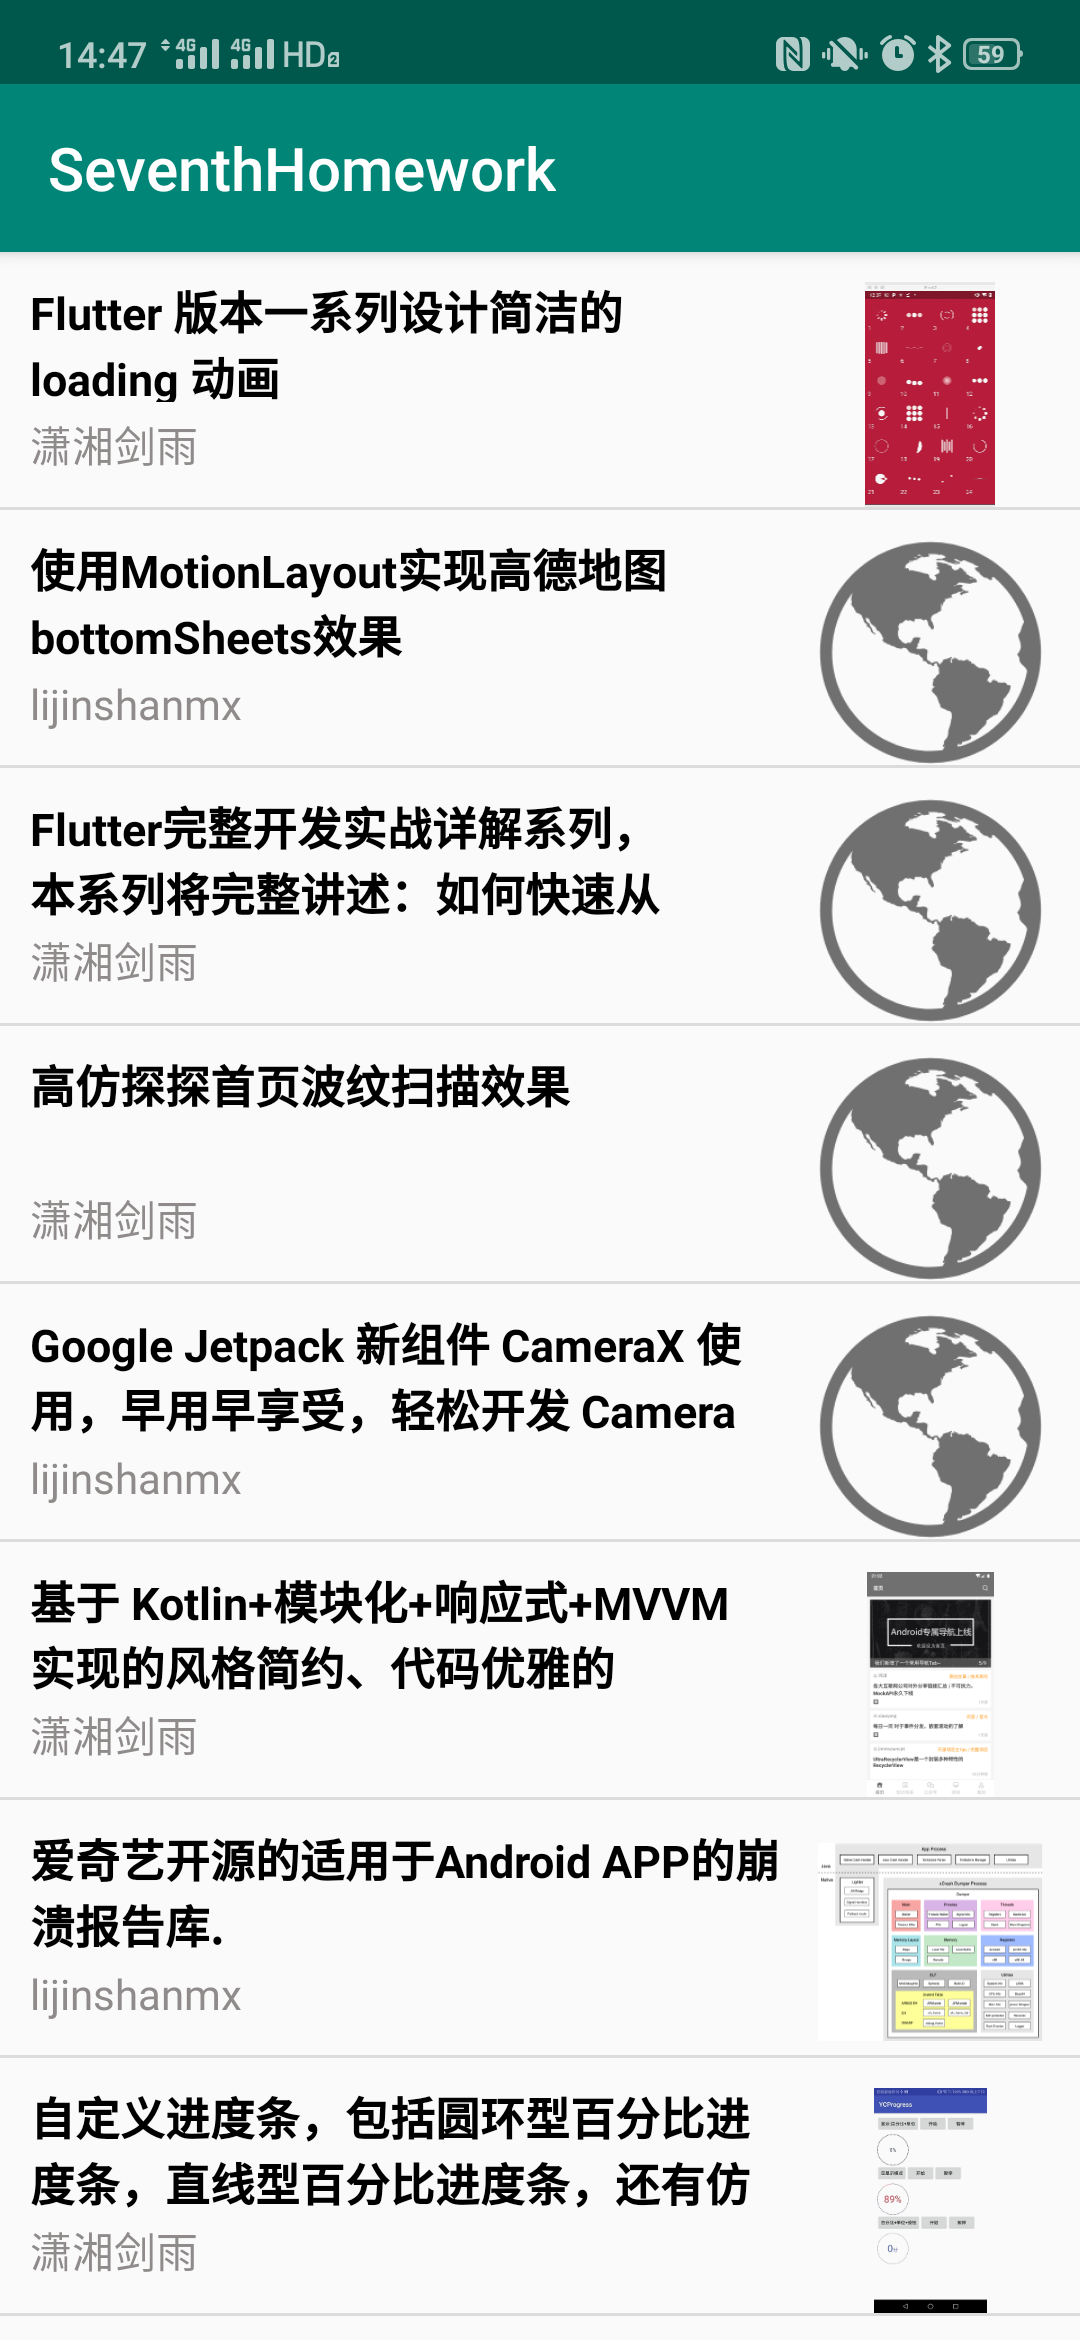 14:47 4G 4G HD2 59
SeventhHomework
Flutter 版本一系列设计简洁的
loading 动画
潇湘剑雨
使用MotionLayout实现高德地图
bottomSheets效果
lijinshanmx
Flutter完整开发实战详解系列，
本系列将完整讲述：如何快速从
潇湘剑雨
高仿探探首页波纹扫描效果
潇湘剑雨
Google Jetpack 新组件 CameraX 使
用，早用早享受，轻松开发 Camera
lijinshanmx
基于 Kotlin+模块化+响应式+MVVM
实现的风格简约、代码优雅的
潇湘剑雨
首页
Android专属导航上线
爱奇艺开源的适用于Android APP的崩
溃报告库.
lijinshanmx
App Process
自定义进度条，包括圆环型百分比进
度条，直线型百分比进度条，还有仿
潇湘剑雨
YCProgress
89%